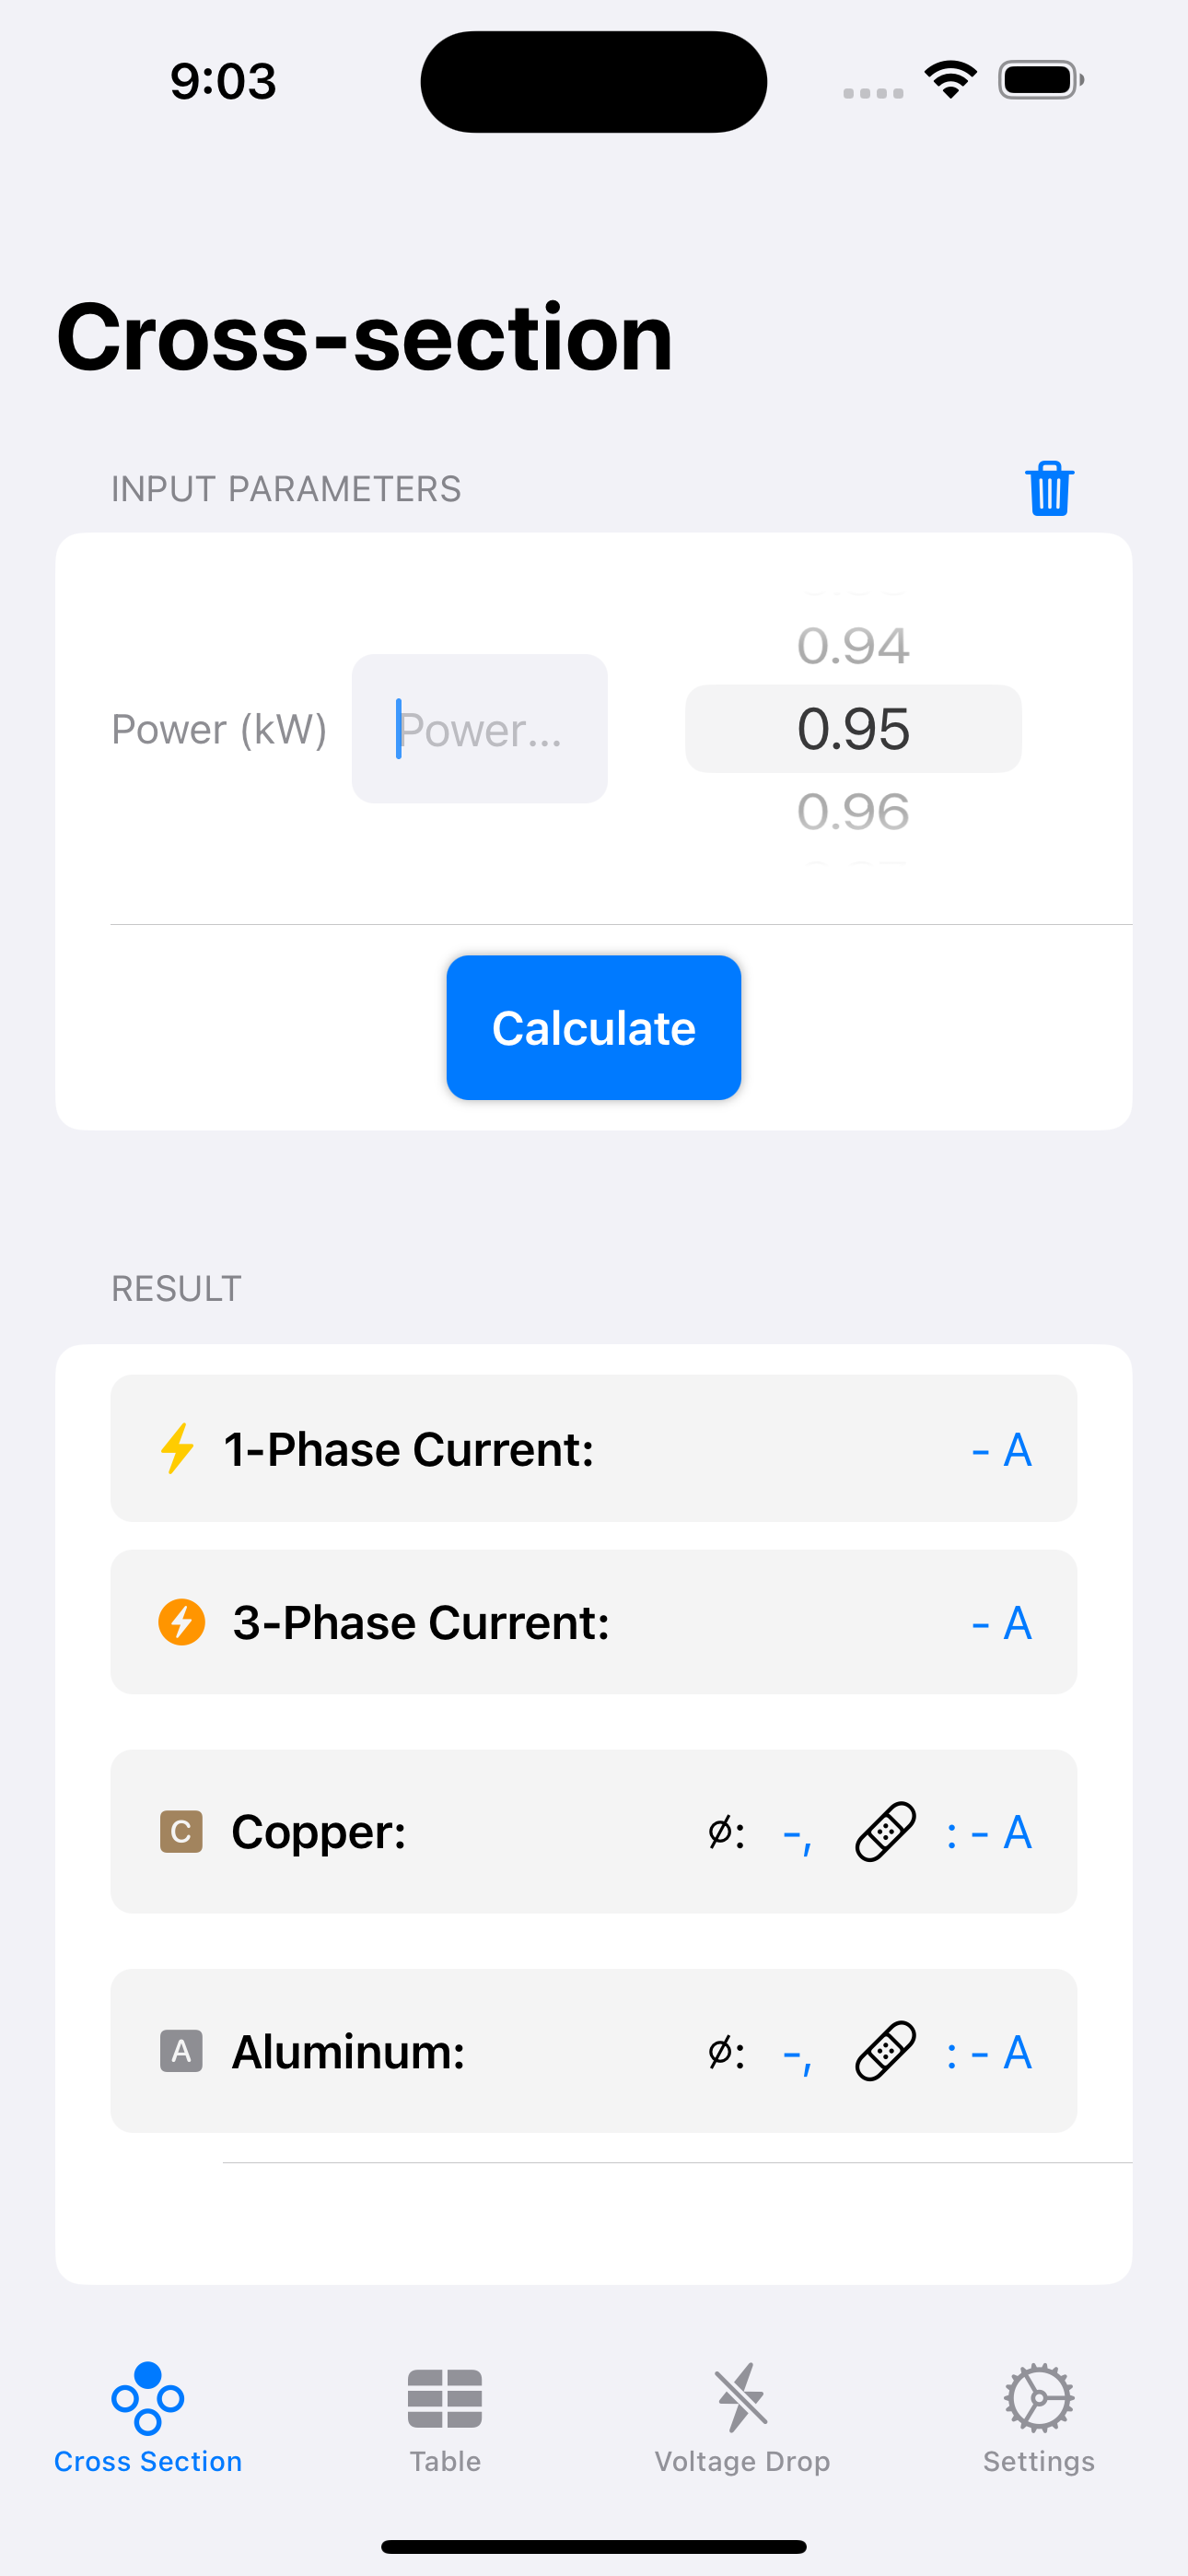 9:03
Cross-section
INPUT PARAMETERS
0.94
Power (kW) Power... 0.95
0.96
Calculate
RESULT
1-Phase Current: - A
3-Phase Current: - A
C Copper: ⌀: -, : - A
A Aluminum: ⌀: -, : - A
Cross Section Table Voltage Drop Settings